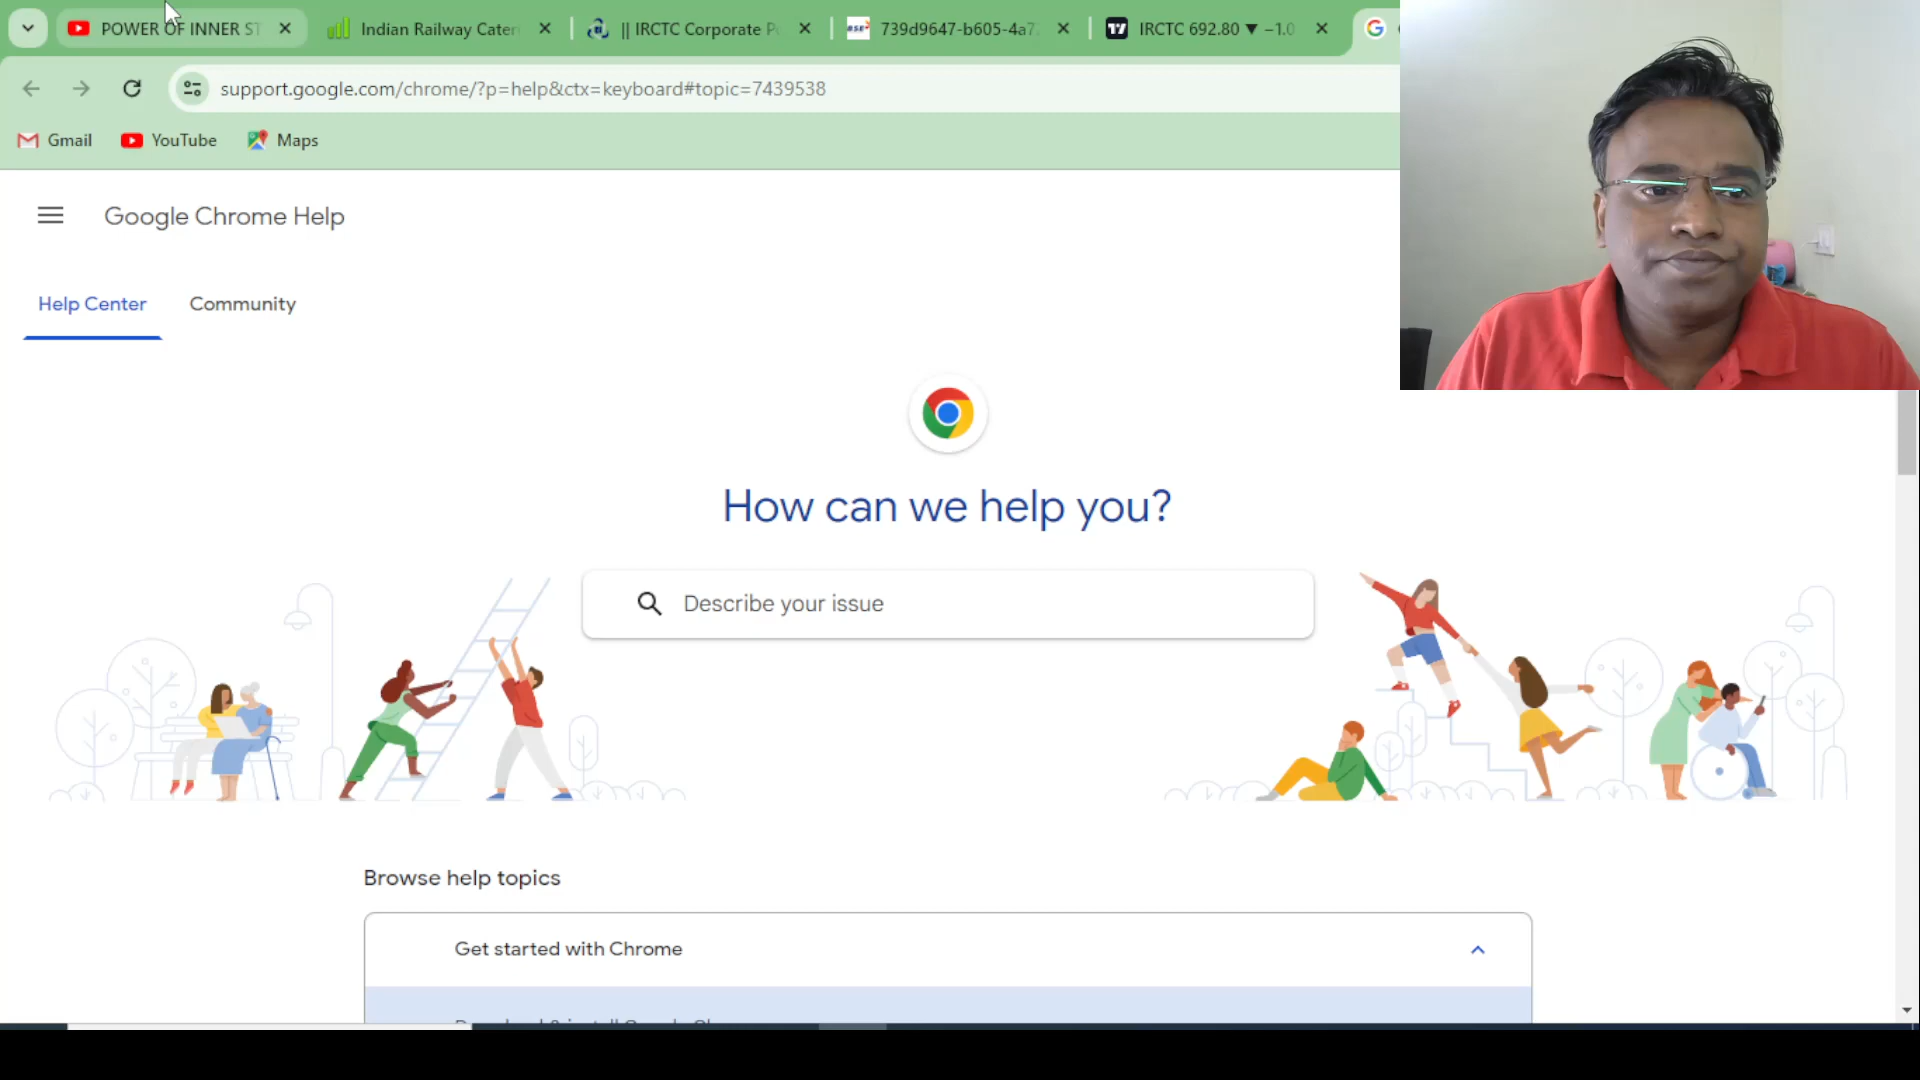 POWER OF INNER ST
Indian Railway Cater
|| IRCTC Corporate P
BSE
739d9647-b605-4a7
IRCTC 692.80 ▼ −1.0
support.google.com/chrome/?p=help&ctx=keyboard#topic=7439538
Gmail
YouTube
Maps
Google Chrome Help
Help Center
Community
How can we help you?
Describe your issue
Browse help topics
Get started with Chrome